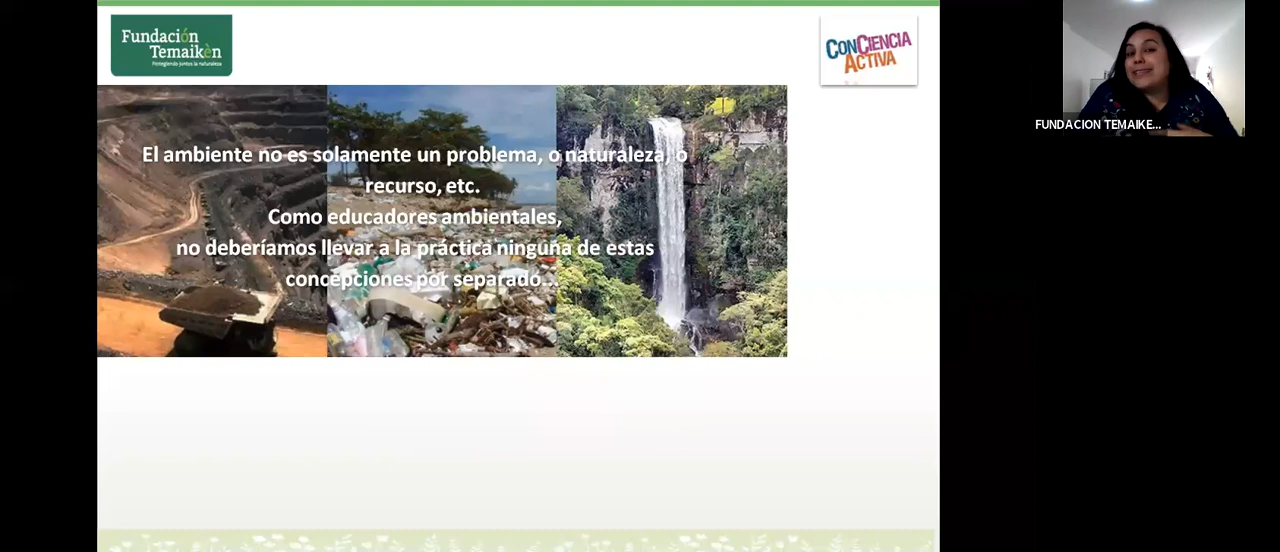 Fundación
Temaikèn
Protegiendo juntos la naturaleza
CONCIENCIA
ACTIVA
FUNDACION TEMAIKE...
El ambiente no es solamente un problema, o naturaleza, o
recurso, etc.
Como educadores ambientales,
no deberíamos llevar a la práctica ninguna de estas
concepciones por separado...